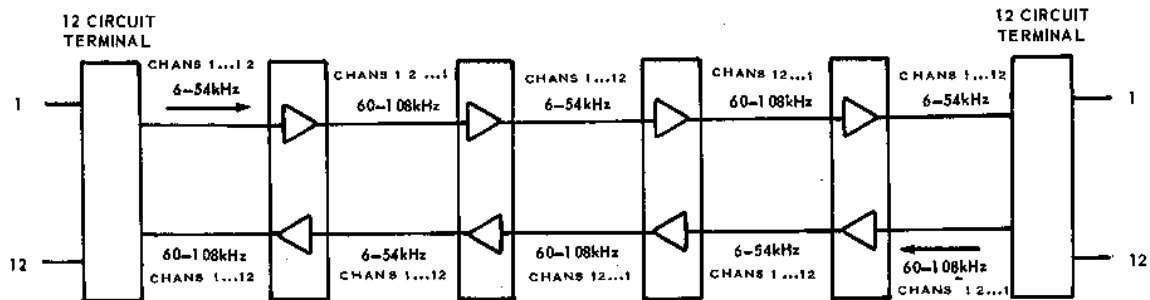 12 CIRCUIT
TERMINAL
12 CIRCUIT
TERMINAL
CHANS 1...12
6-54kHz
CHANS 12...1
60-108kHz
CHANS 1...12
6-54kHz
CHANS 12...1
60-108kHz
CHANS 1...12
6-54kHz
1
1
12
12
60-108kHz
CHANS 1...12
6-54kHz
CHANS 1...12
60-108kHz
CHANS 12...1
6-54kHz
CHANS 1...12
60-108kHz
CHANS 12...1